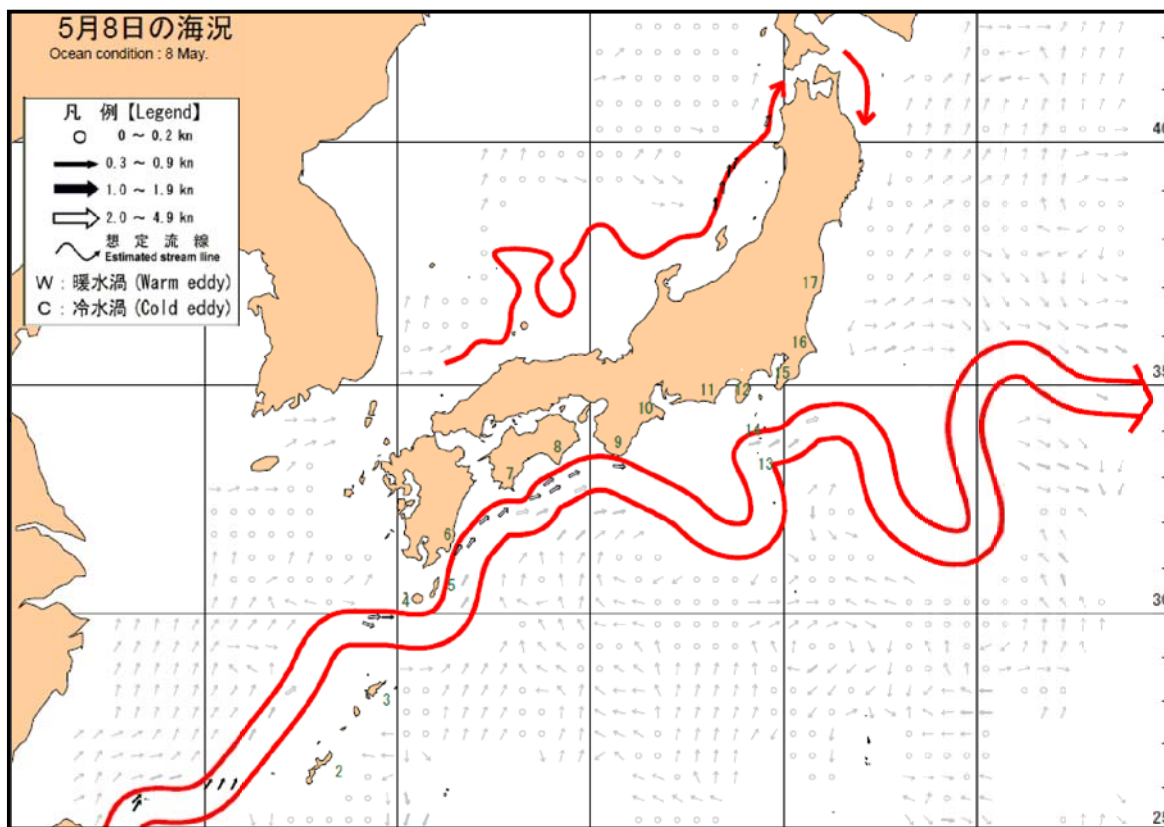 5月8日の海況
Ocean condition : 8 May.
凡 例【Legend】
0 ~ 0.2 kn
0.3 ~ 0.9 kn
1.0 ~ 1.9 kn
2.0 ~ 4.9 kn
想 定 流 線
Estimated stream line
W : 暖水渦 (Warm eddy)
C : 冷水渦 (Cold eddy)
40
17
16
35
15
12
11
10
14
9
8
13
7
6
5
4
30
3
2
25